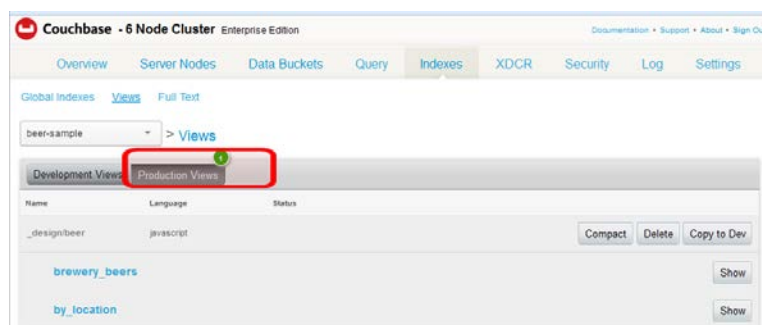 Couchbase - 6 Node Cluster Enterprise Edition Documentation • Support • About • Sign Ou
Overview Server Nodes Data Buckets Query Indexes XDCR Security Log Settings
Global Indexes Views Full Text
beer-sample > Views
1
Development Views Production Views
Name Language Status
_design/beer javascript Compact Delete Copy to Dev
brewery_beers Show
by_location Show